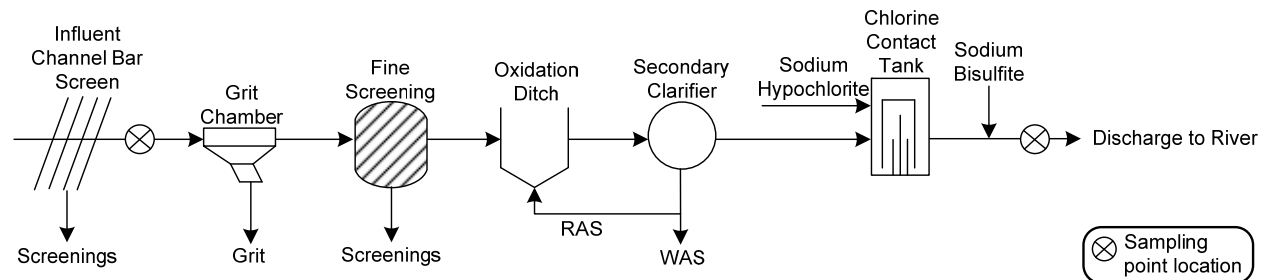 Influent
Channel Bar
Screen
Grit
Chamber
Fine
Screening
Oxidation
Ditch
Secondary
Clarifier
Sodium
Hypochlorite
Chlorine
Contact
Tank
Sodium
Bisulfite
Discharge to River
Screenings
Grit
Screenings
RAS
WAS
Sampling
point location